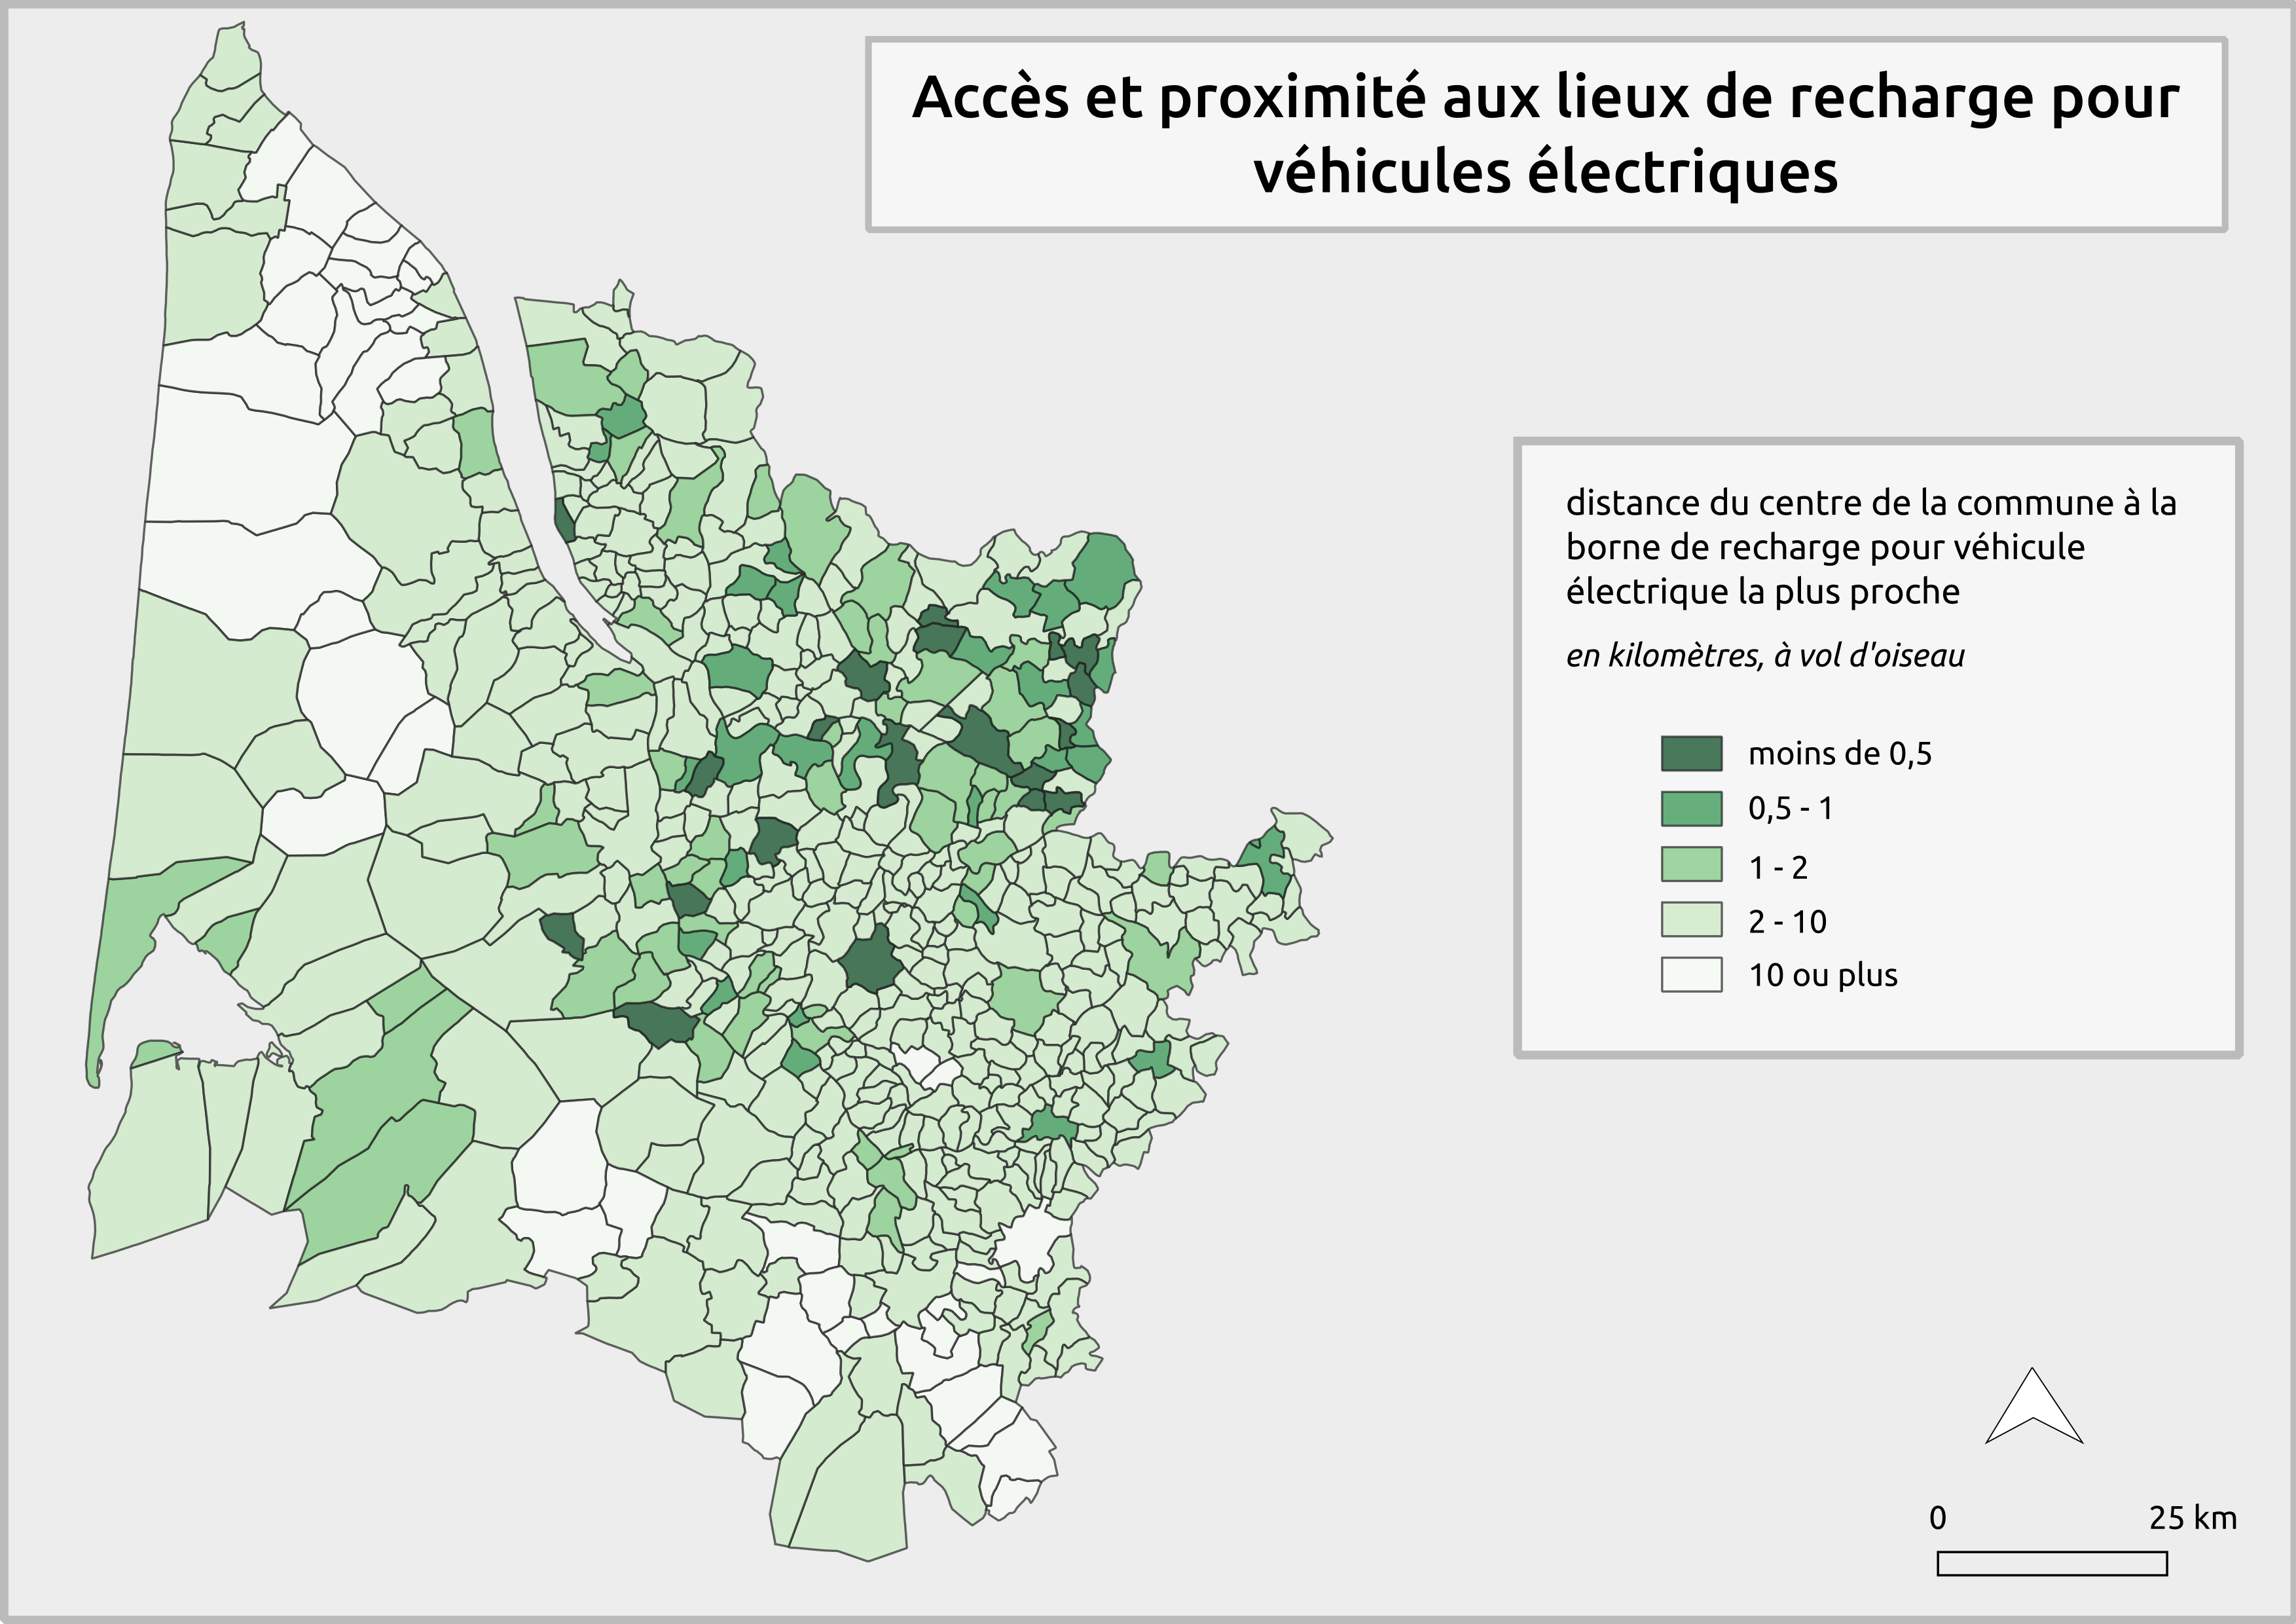 Accès et proximité aux lieux de recharge pour
véhicules électriques
distance du centre de la commune à la
borne de recharge pour véhicule
électrique la plus proche
en kilomètres, à vol d'oiseau
moins de 0,5
0,5 - 1
1 - 2
2 - 10
10 ou plus
0 25 km